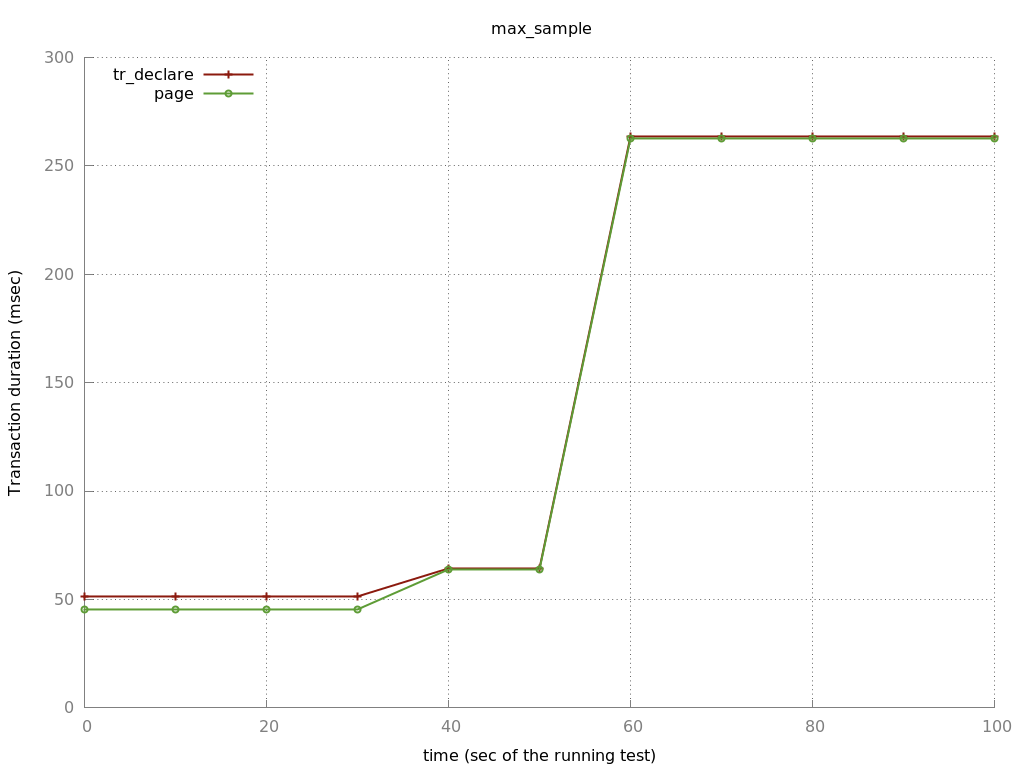 max_sample
300
tr_declare
page
250
200
150
100
50
0
Transaction duration (msec)
0 20 40 60 80 100
time (sec of the running test)